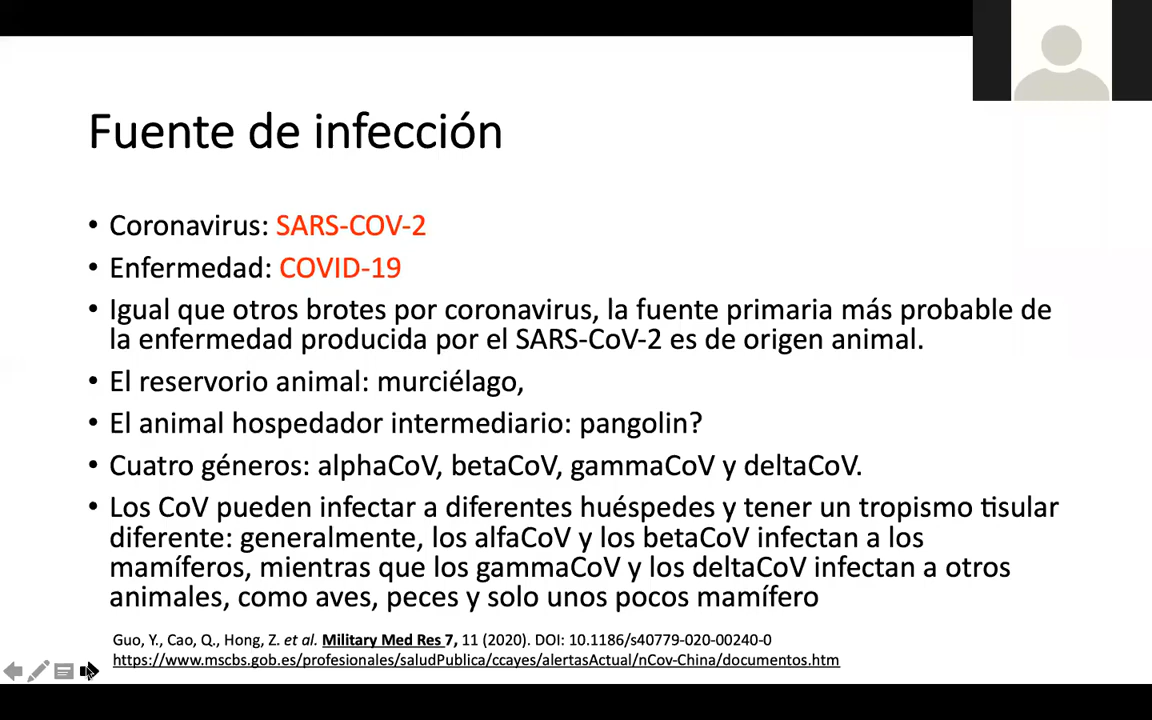 Fuente de infección
• Coronavirus: SARS-COV-2
• Enfermedad: COVID-19
• Igual que otros brotes por coronavirus, la fuente primaria más probable de
la enfermedad producida por el SARS-CoV-2 es de origen animal.
• El reservorio animal: murciélago,
• El animal hospedador intermediario: pangolin?
• Cuatro géneros: alphaCoV, betaCoV, gammaCoV y deltaCoV.
• Los CoV pueden infectar a diferentes huéspedes y tener un tropismo tisular
diferente: generalmente, los alfaCoV y los betaCoV infectan a los
mamíferos, mientras que los gammaCoV y los deltaCoV infectan a otros
animales, como aves, peces y solo unos pocos mamífero
Guo, Y., Cao, Q., Hong, Z. et al. Military Med Res 7, 11 (2020). DOI: 10.1186/s40779-020-00240-0
https://www.mscbs.gob.es/profesionales/saludPublica/ccayes/alertasActual/nCov-China/documentos.htm